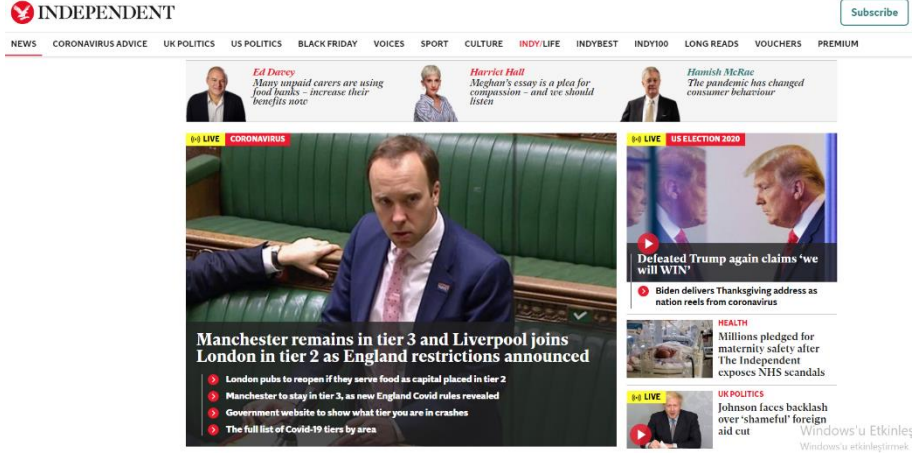 INDEPENDENT
Subscribe
NEWS CORONAVIRUS ADVICE UK POLITICS US POLITICS BLACK FRIDAY VOICES SPORT CULTURE INDY/LIFE INDYBEST INDY100 LONG READS VOUCHERS PREMIUM
Ed Davey
Many unpaid carers are using
food banks – increase their
benefits now
Harriet Hall
Meghan's essay is a plea for
compassion – and we should
listen
Hamish McRae
The pandemic has changed
consumer behaviour
LIVE CORONAVIRUS
Manchester remains in tier 3 and Liverpool joins
London in tier 2 as England restrictions announced
London pubs to reopen if they serve food as capital placed in tier 2
Manchester to stay in tier 3, as new England Covid rules revealed
Government website to show what tier you are in crashes
The full list of Covid-19 tiers by area
LIVE US ELECTION 2020
Defeated Trump again claims ‘we
will WIN’
Biden delivers Thanksgiving address as
nation reels from coronavirus
HEALTH
Millions pledged for
maternity safety after
The Independent
exposes NHS scandals
LIVE
UK POLITICS
Johnson faces backlash
over ‘shameful’ foreign
aid cut
Windows'u Etkinleş
Windows'u etkinleştirmek